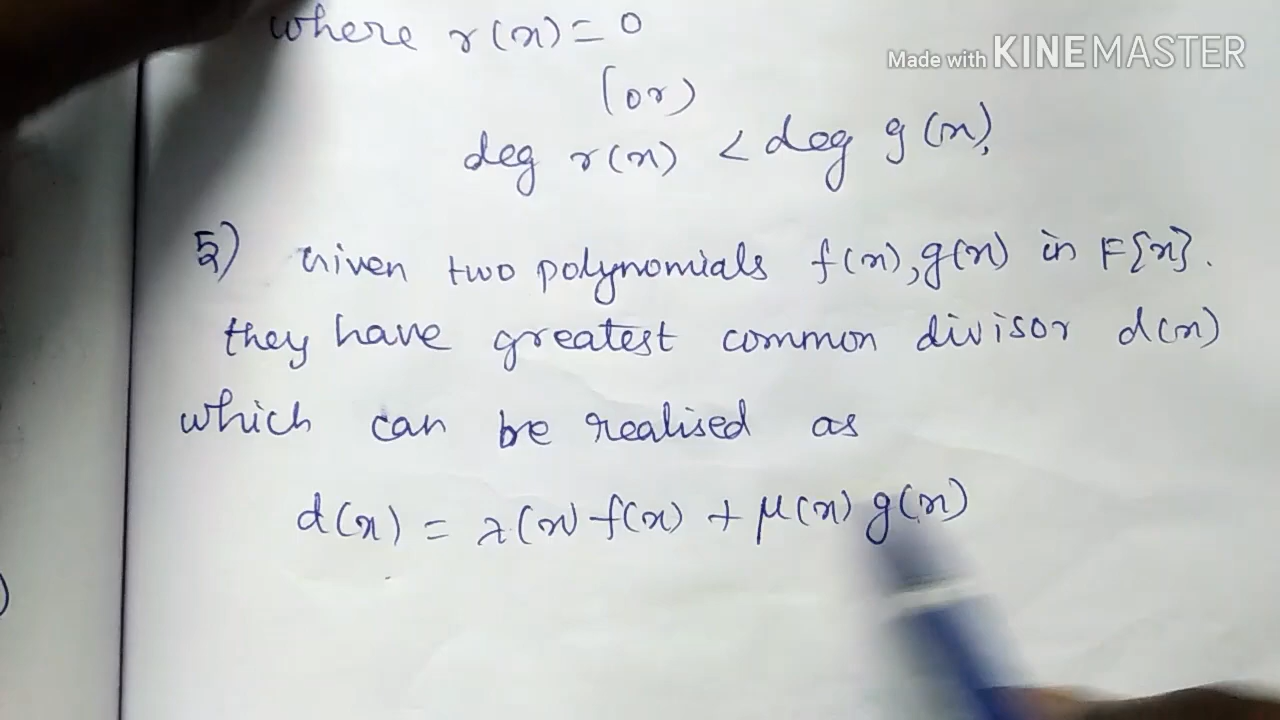 where r(x) = 0
Made with KINEMASTER
(or)
deg r(x) < deg g(x),
5) Given two polynomials f(x), g(x) in F{x}.
they have greatest common divisor d(x)
which can be realised as
d(x) = λ(x) f(x) + μ(x) g(x)